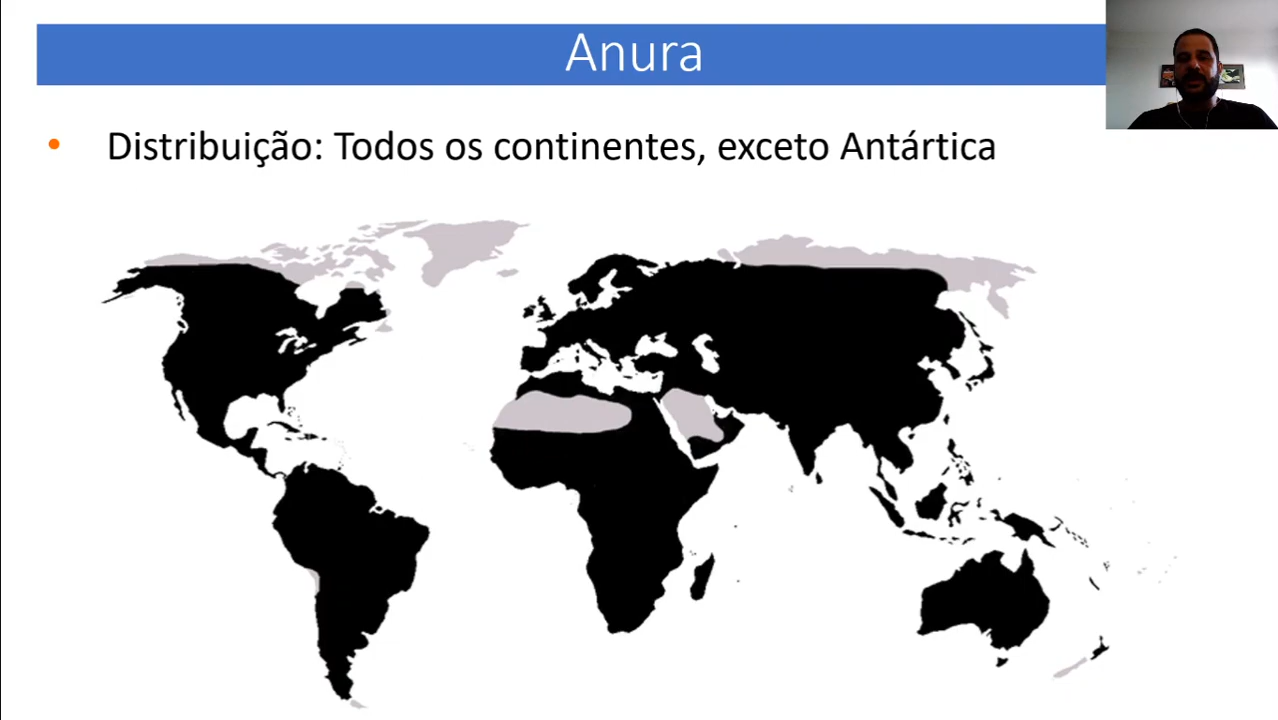 Anura
• Distribuição: Todos os continentes, exceto Antártica